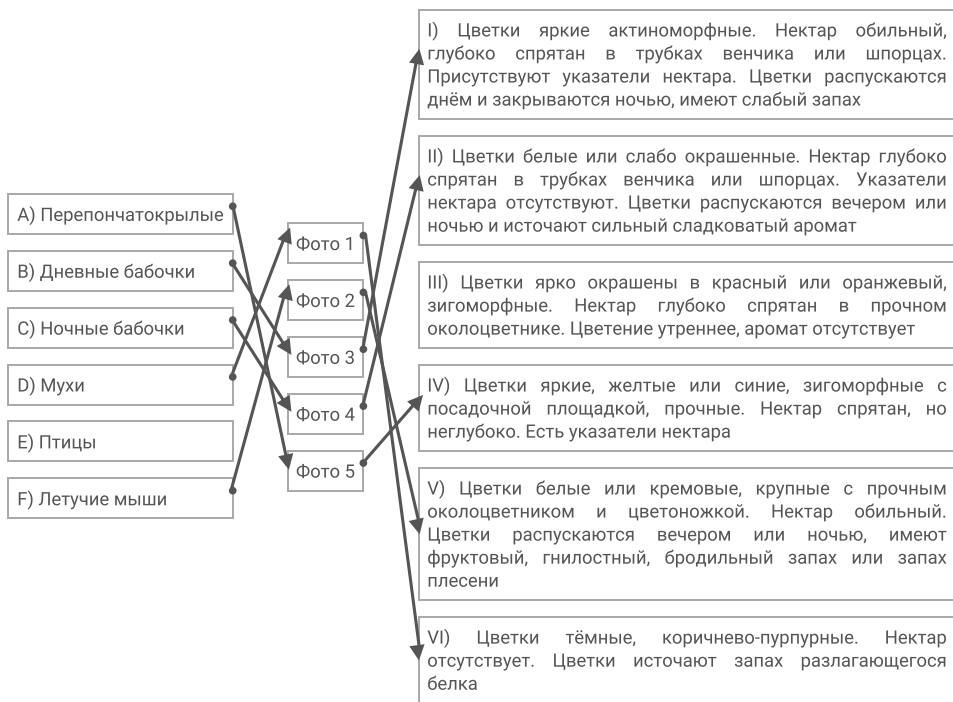 A) Перепончатокрылые
B) Дневные бабочки
C) Ночные бабочки
D) Мухи
E) Птицы
F) Летучие мыши
Фото 1
Фото 2
Фото 3
Фото 4
Фото 5
I) Цветки яркие актиноморфные. Нектар обильный,
глубоко спрятан в трубках венчика или шпорцах.
Присутствуют указатели нектара. Цветки распускаются
днём и закрываются ночью, имеют слабый запах
II) Цветки белые или слабо окрашенные. Нектар глубоко
спрятан в трубках венчика или шпорцах. Указатели
нектара отсутствуют. Цветки распускаются вечером или
ночью и источают сильный сладковатый аромат
III) Цветки ярко окрашены в красный или оранжевый,
зигоморфные. Нектар глубоко спрятан в прочном
околоцветнике. Цветение утреннее, аромат отсутствует
IV) Цветки яркие, желтые или синие, зигоморфные с
посадочной площадкой, прочные. Нектар спрятан, но
неглубоко. Есть указатели нектара
V) Цветки белые или кремовые, крупные с прочным
околоцветником и цветоножкой. Нектар обильный.
Цветки распускаются вечером или ночью, имеют
фруктовый, гнилостный, бродильный запах или запах
плесени
VI) Цветки тёмные, коричнево-пурпурные. Нектар
отсутствует. Цветки источают запах разлагающегося
белка